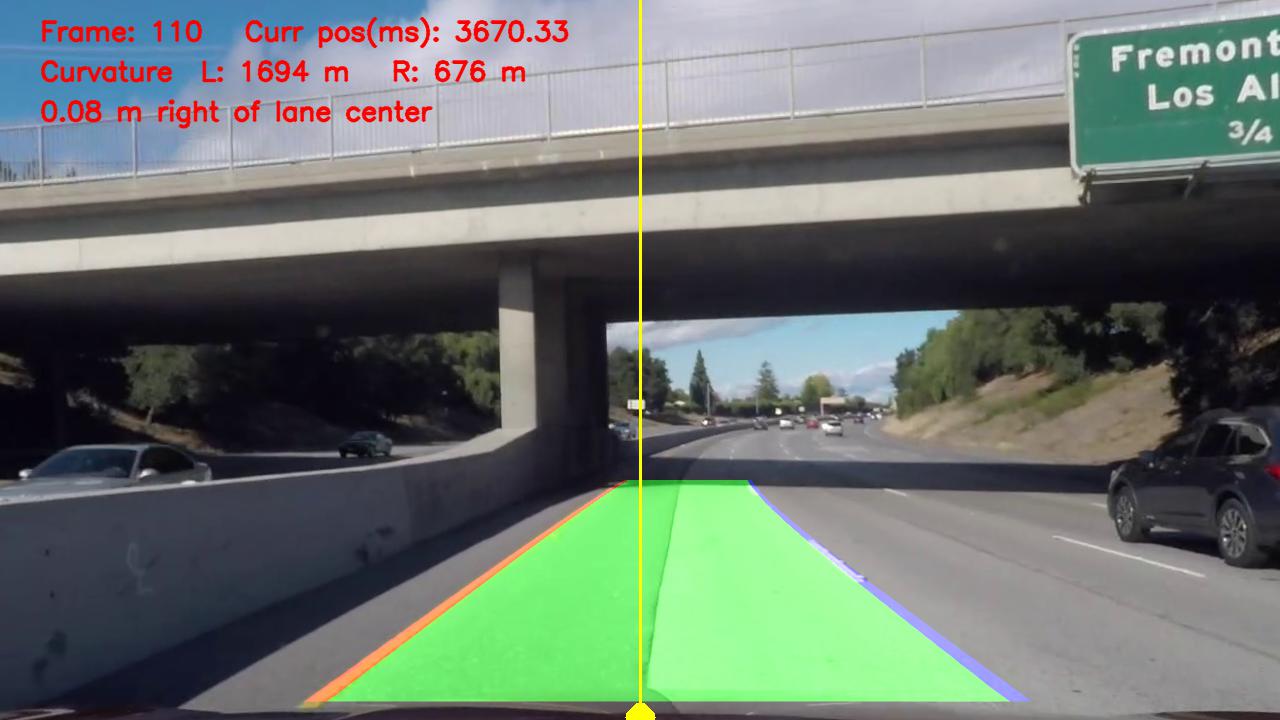 Frame: 110 Curr pos(ms): 3670.33
Curvature L: 1694 m R: 676 m
0.08 m right of lane center
Fremont
Los Al
3/4